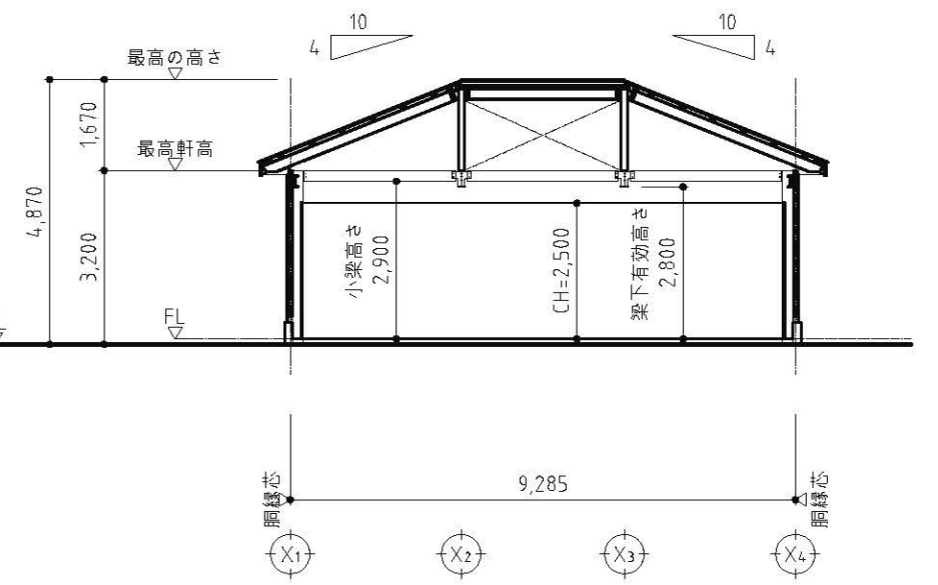 10
4
10
4
最高の高さ
1,670
最高軒高
4,870
3,200
FL
小梁高さ
2,900
CH=2,500
梁下有効高さ
2,800
9,285
胴縁芯
胴縁芯
X1
X2
X3
X4